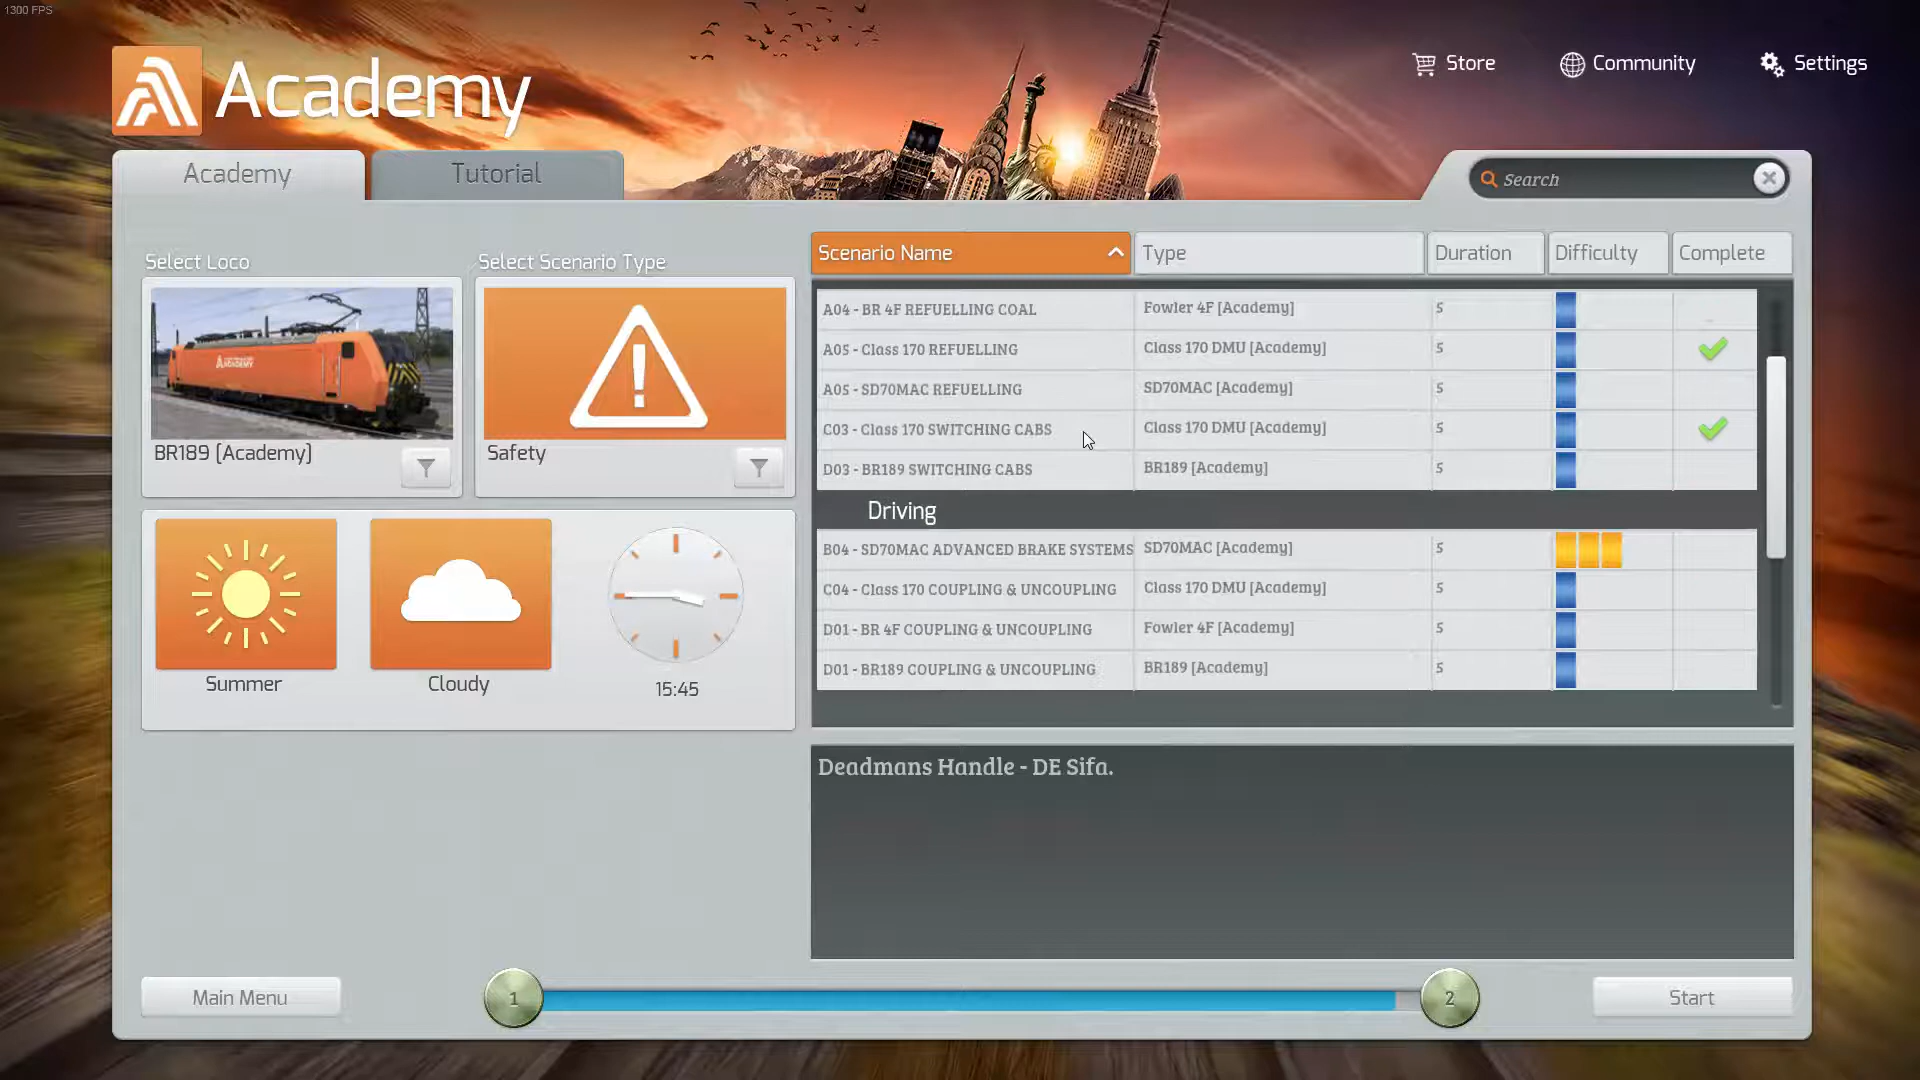 1300 FPS
Academy
Store
Community
Settings
Academy
Tutorial
Search
Select Loco
Select Scenario Type
BR189 [Academy]
Safety
Summer
Cloudy
15:45
Scenario Name
Type
Duration
Difficulty
Complete
A04 - BR 4F REFUELLING COAL
Fowler 4F [Academy]
5
A05 - Class 170 REFUELLING
Class 170 DMU [Academy]
5
A05 - SD70MAC REFUELLING
SD70MAC [Academy]
5
C03 - Class 170 SWITCHING CABS
Class 170 DMU [Academy]
5
D03 - BR189 SWITCHING CABS
BR189 [Academy]
5
Driving
B04 - SD70MAC ADVANCED BRAKE SYSTEMS
SD70MAC [Academy]
5
C04 - Class 170 COUPLING & UNCOUPLING
Class 170 DMU [Academy]
5
D01 - BR 4F COUPLING & UNCOUPLING
Fowler 4F [Academy]
5
D01 - BR189 COUPLING & UNCOUPLING
BR189 [Academy]
5
Deadmans Handle - DE Sifa.
Main Menu
1
2
Start